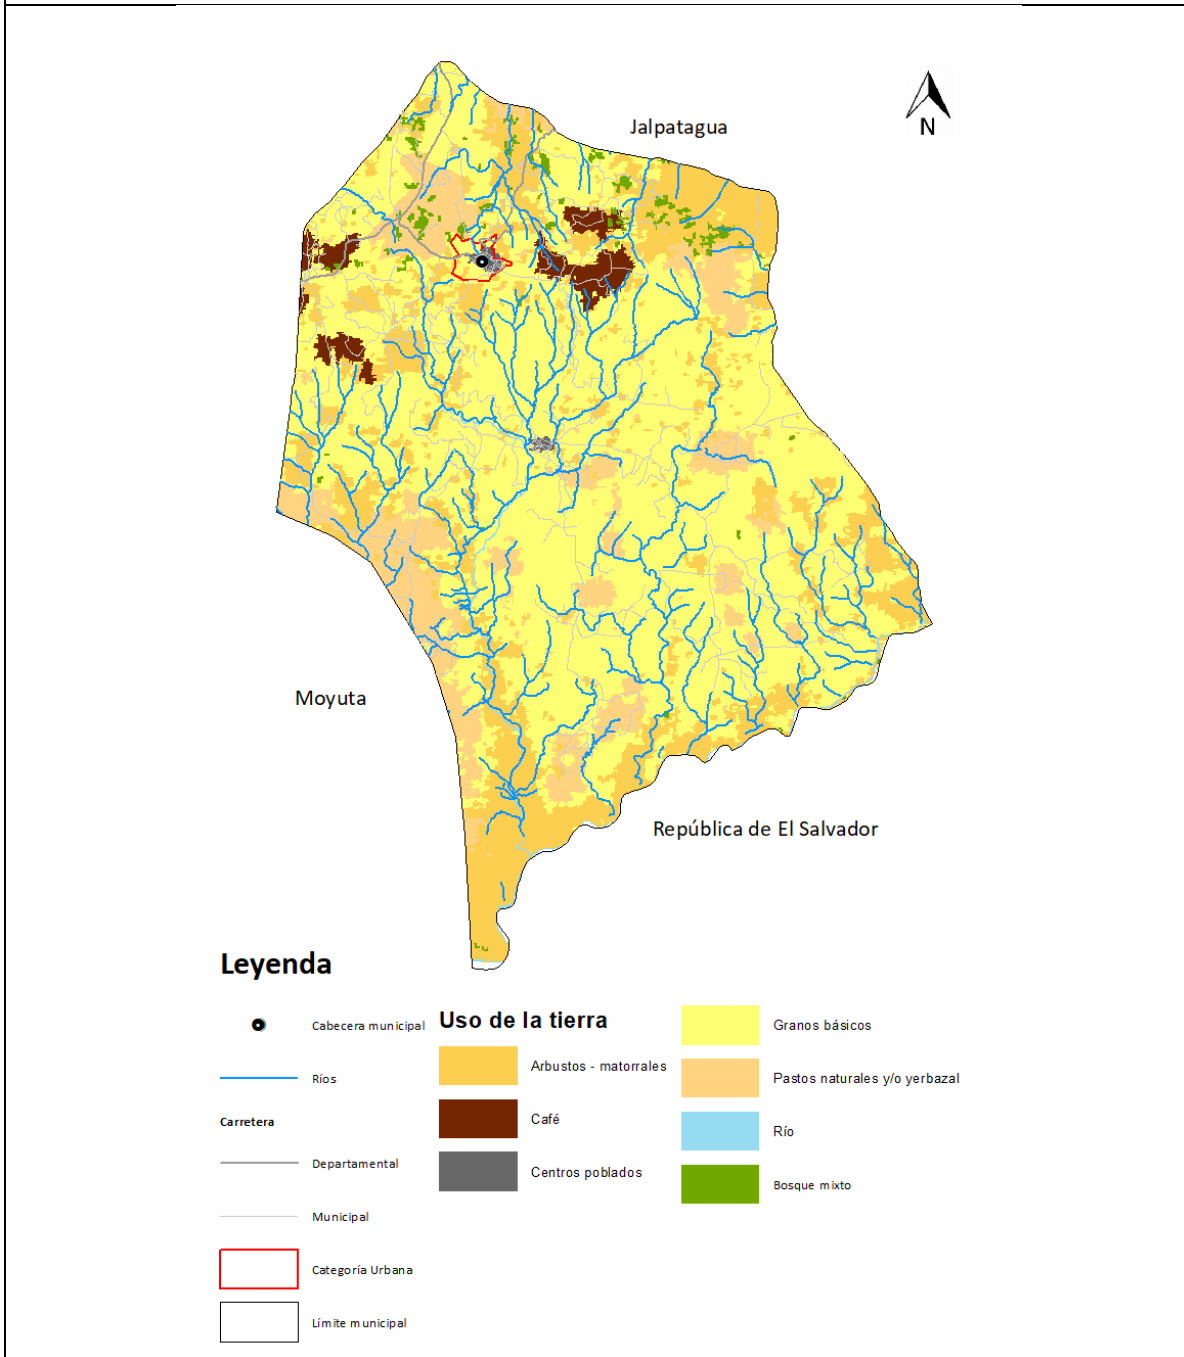 Jalpatagua
N
Moyuta
República de El Salvador
Leyenda
Cabecera municipal
Ríos
Carretera
Departamental
Municipal
Categoría Urbana
Límite municipal
Uso de la tierra
Arbustos - matorrales
Café
Centros poblados
Granos básicos
Pastos naturales y/o yerbazal
Río
Bosque mixto